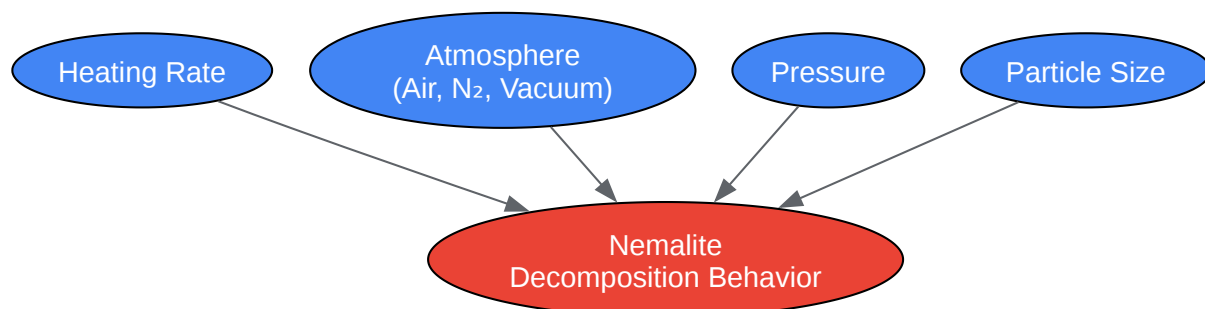 Heating Rate
Atmosphere
(Air, N₂, Vacuum)
Pressure
Particle Size
Nemalite
Decomposition Behavior